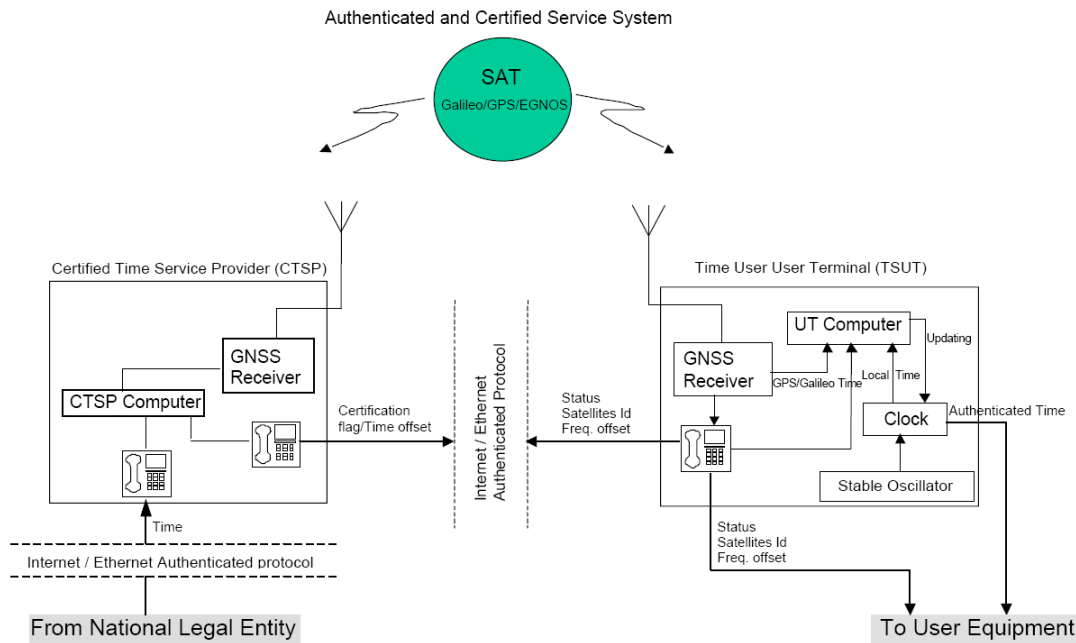 Authenticated and Certified Service System
SAT
Galileo/GPS/EGNOS
Certified Time Service Provider (CTSP)
GNSS
Receiver
CTSP Computer
Certification
flag/Time offset
Time
Internet / Ethernet Authenticated protocol
From National Legal Entity
Internet / Ethernet
Authenticated Protocol
Time User User Terminal (TSUT)
UT Computer
Updating
GNSS
Receiver
GPS/Galileo Time
Local Time
Status
Satellites Id
Freq. offset
Clock
Authenticated Time
Stable Oscillator
Status
Satellites Id
Freq. offset
To User Equipment